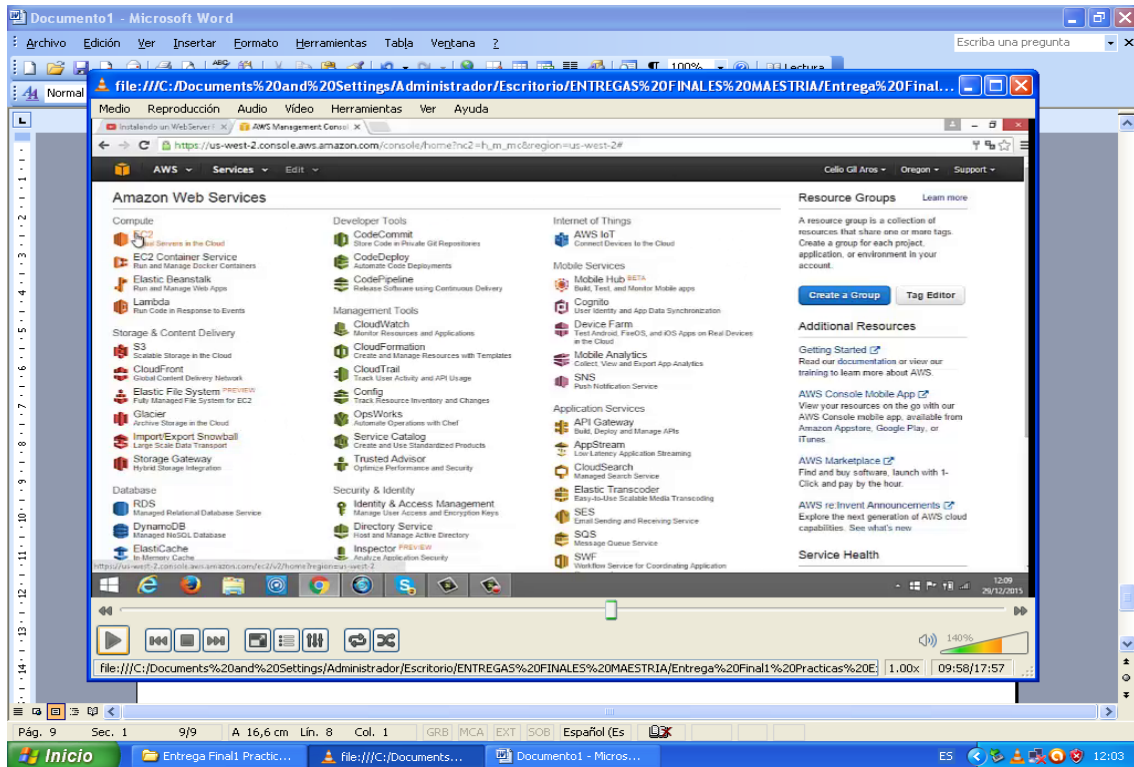 Documento1 - Microsoft Word
Archivo Edición Ver Insertar Formato Herramientas Tabla Ventana ?
Escriba una pregunta
100%
Lectura
Normal
file:///C:/Documents%20and%20Settings/Administrador/Escritorio/ENTREGAS%20FINALES%20MAESTRIA/Entrega%20Final...
Medio Reproducción Audio Vídeo Herramientas Ver Ayuda
Instalando un WebServer
AWS Management Consol
https://us-west-2.console.aws.amazon.com/console/home?nc2=h_m_mc&region=us-west-2#
AWS Services Edit
Celio Gil Aros Oregon Support
Amazon Web Services
Compute
EC2
Servers in the Cloud
EC2 Container Service
Run and Manage Docker Containers
Elastic Beanstalk
Run and Manage Web Apps
Lambda
Run Code in Response to Events
Storage & Content Delivery
S3
Scalable Storage in the Cloud
CloudFront
Global Content Delivery Network
Elastic File System PREVIEW
Fully Managed File System for EC2
Glacier
Archive Storage in the Cloud
Import/Export Snowball
Large Scale Data Transport
Storage Gateway
Hybrid Storage Integration
Database
RDS
Managed Relational Database Service
DynamoDB
Managed NoSQL Database
ElastiCache
In-Memory Cache
Developer Tools
CodeCommit
Store Code in Private Git Repositories
CodeDeploy
Automate Code Deployments
CodePipeline
Release Software using Continuous Delivery
Management Tools
CloudWatch
Monitor Resources and Applications
CloudFormation
Create and Manage Resources with Templates
CloudTrail
Track User Activity and API Usage
Config
Track Resource Inventory and Changes
OpsWorks
Automate Operations with Chef
Service Catalog
Create and Use Standardized Products
Trusted Advisor
Optimize Performance and Security
Security & Identity
Identity & Access Management
Manage User Access and Encryption Keys
Directory Service
Host and Manage Active Directory
Inspector PREVIEW
Analyze Application Security
Internet of Things
AWS IoT
Connect Devices to the Cloud
Mobile Services
Mobile Hub BETA
Build, Test, and Monitor Mobile apps
Cognito
User Identity and App Data Synchronization
Device Farm
Test Android, FireOS, and iOS Apps on Real Devices
in the Cloud
Mobile Analytics
Collect, View and Export App Analytics
SNS
Push Notification Service
Application Services
API Gateway
Build, Deploy and Manage APIs
AppStream
Low Latency Application Streaming
CloudSearch
Managed Search Service
Elastic Transcoder
Easy-to-Use Scalable Media Transcoding
SES
Email Sending and Receiving Service
SQS
Message Queue Service
SWF
Workflow Service for Coordinating Application
Resource Groups Learn more
A resource group is a collection of
resources that share one or more tags.
Create a group for each project,
application, or environment in your
account.
Create a Group Tag Editor
Additional Resources
Getting Started
Read our documentation or view our
training to learn more about AWS.
AWS Console Mobile App
View your resources on the go with our
AWS Console mobile app, available from
Amazon Appstore, Google Play, or
iTunes.
AWS Marketplace
Find and buy software, launch with 1-
Click and pay by the hour.
AWS re:Invent Announcements
Explore the next generation of AWS cloud
capabilities. See what's new.
Service Health
https://us-west-2.console.aws.amazon.com/ec2/v2/home?region=us-west-2
12:09
29/12/2015
140%
file:///C:/Documents%20and%20Settings/Administrador/Escritorio/ENTREGAS%20FINALES%20MAESTRIA/Entrega%20Final1%20Practicas%20E
1.00x 09:58/17:57
Pág. 9 Sec. 1 9/9 A 16,6 cm Lín. 8 Col. 1 GRB MCA EXT SOB Español (Es
Inicio
Entrega Final1 Practic...
file:///C:/Documents...
Documento1 - Micros...
ES 12:03